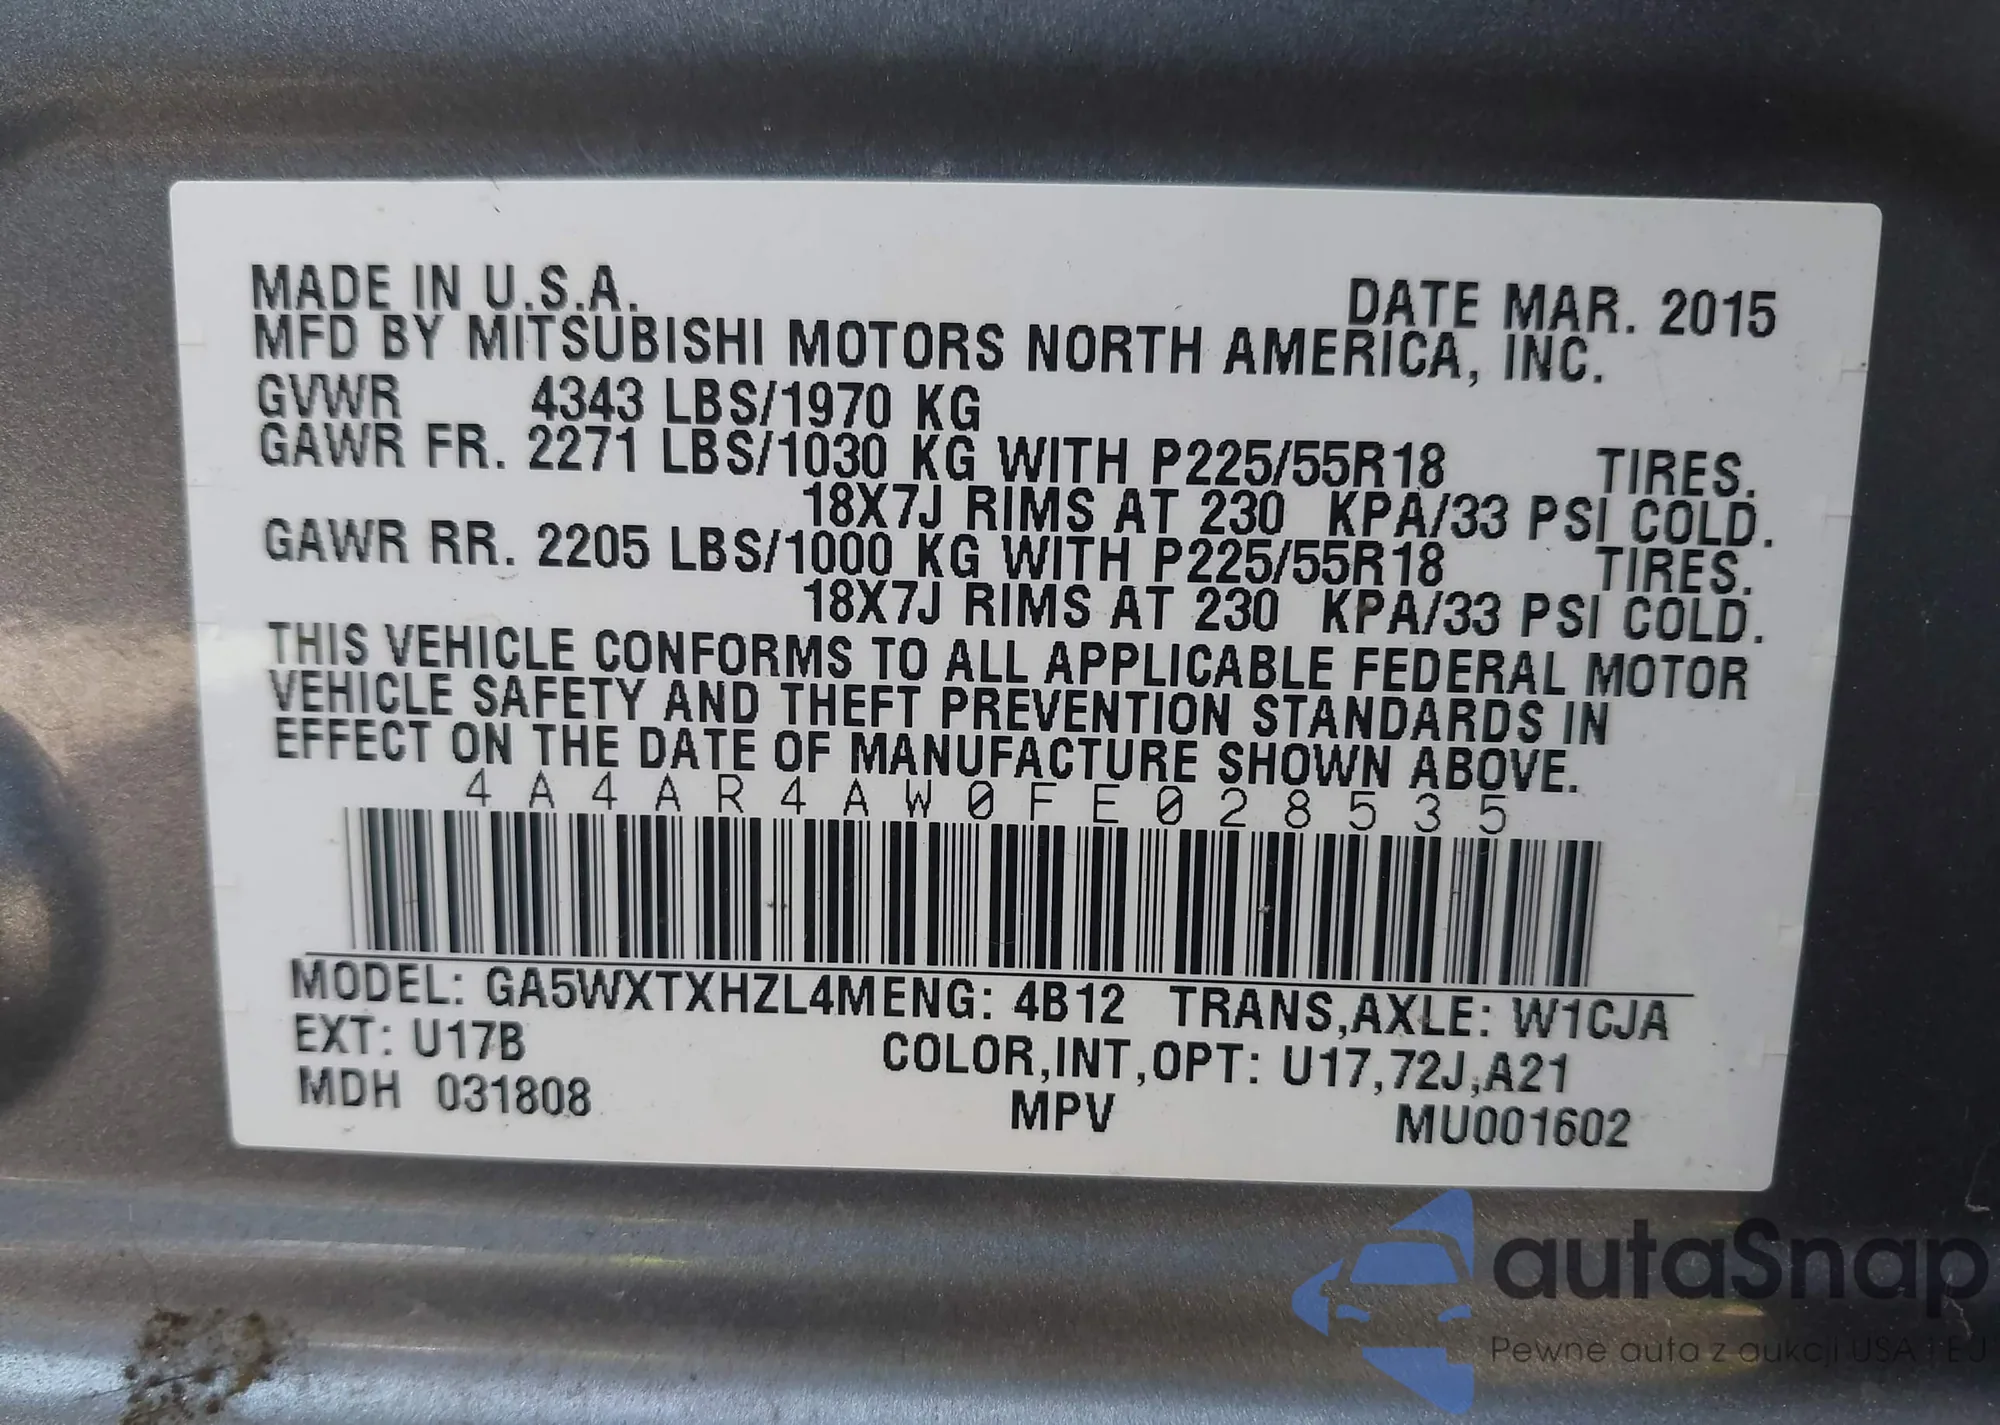 MADE IN U.S.A. DATE MAR. 2015
MFD BY MITSUBISHI MOTORS NORTH AMERICA, INC.
GVWR 4343 LBS/1970 KG
GAWR FR. 2271 LBS/1030 KG WITH P225/55R18 TIRES.
18X7J RIMS AT 230 KPA/33 PSI COLD.
GAWR RR. 2205 LBS/1000 KG WITH P225/55R18 TIRES.
18X7J RIMS AT 230 KPA/33 PSI COLD.
THIS VEHICLE CONFORMS TO ALL APPLICABLE FEDERAL MOTOR
VEHICLE SAFETY AND THEFT PREVENTION STANDARDS IN
EFFECT ON THE DATE OF MANUFACTURE SHOWN ABOVE.
4A4AR4AW0FE028535
MODEL: GA5WXTXHZL4MENG: 4B12 TRANS,AXLE: W1CJA
EXT: U17B COLOR,INT,OPT: U17,72J,A21
MDH 031808 MPV MU001602
autaSnap
Pewne auta z aukcji USA i EU